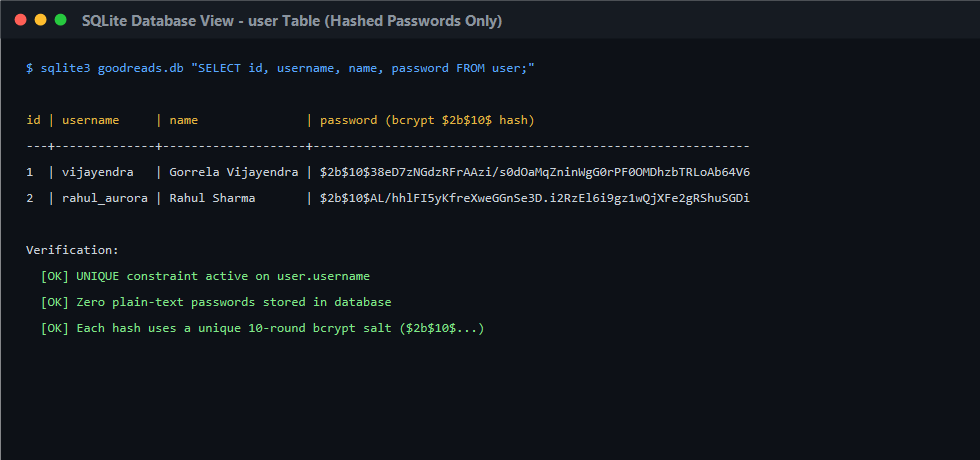 SQLite Database View - user Table (Hashed Passwords Only)
$ sqlite3 goodreads.db "SELECT id, username, name, password FROM user;"
id | username     | name               | password (bcrypt $2b$10$ hash)
---+--------------+--------------------+-------------------------------------------------------------
1  | vijayendra   | Gorrela Vijayendra | $2b$10$38eD7zNGdzRFrAAzi/s0dOaMqZninWgG0rPF0OMDhzbTRLoAb64V6
2  | rahul_aurora | Rahul Sharma       | $2b$10$AL/hhlFI5yKfreXweGGnSe3D.i2RzEl6i9gz1wQjXFe2gRShuSGDi
Verification:
[OK] UNIQUE constraint active on user.username
[OK] Zero plain-text passwords stored in database
[OK] Each hash uses a unique 10-round bcrypt salt ($2b$10$...)